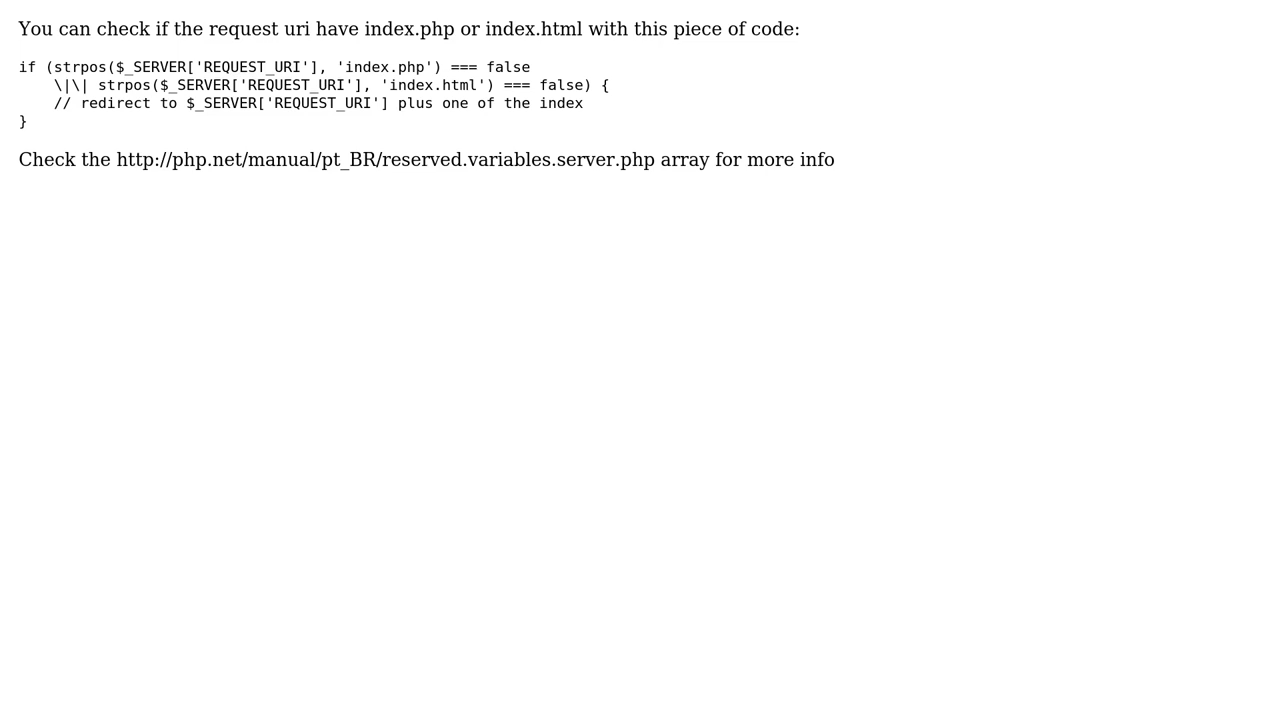 You can check if the request uri have index.php or index.html with this piece of code:
if (strpos($_SERVER['REQUEST_URI'], 'index.php') === false
    \|\| strpos($_SERVER['REQUEST_URI'], 'index.html') === false) {
    // redirect to $_SERVER['REQUEST_URI'] plus one of the index
}
Check the http://php.net/manual/pt_BR/reserved.variables.server.php array for more info